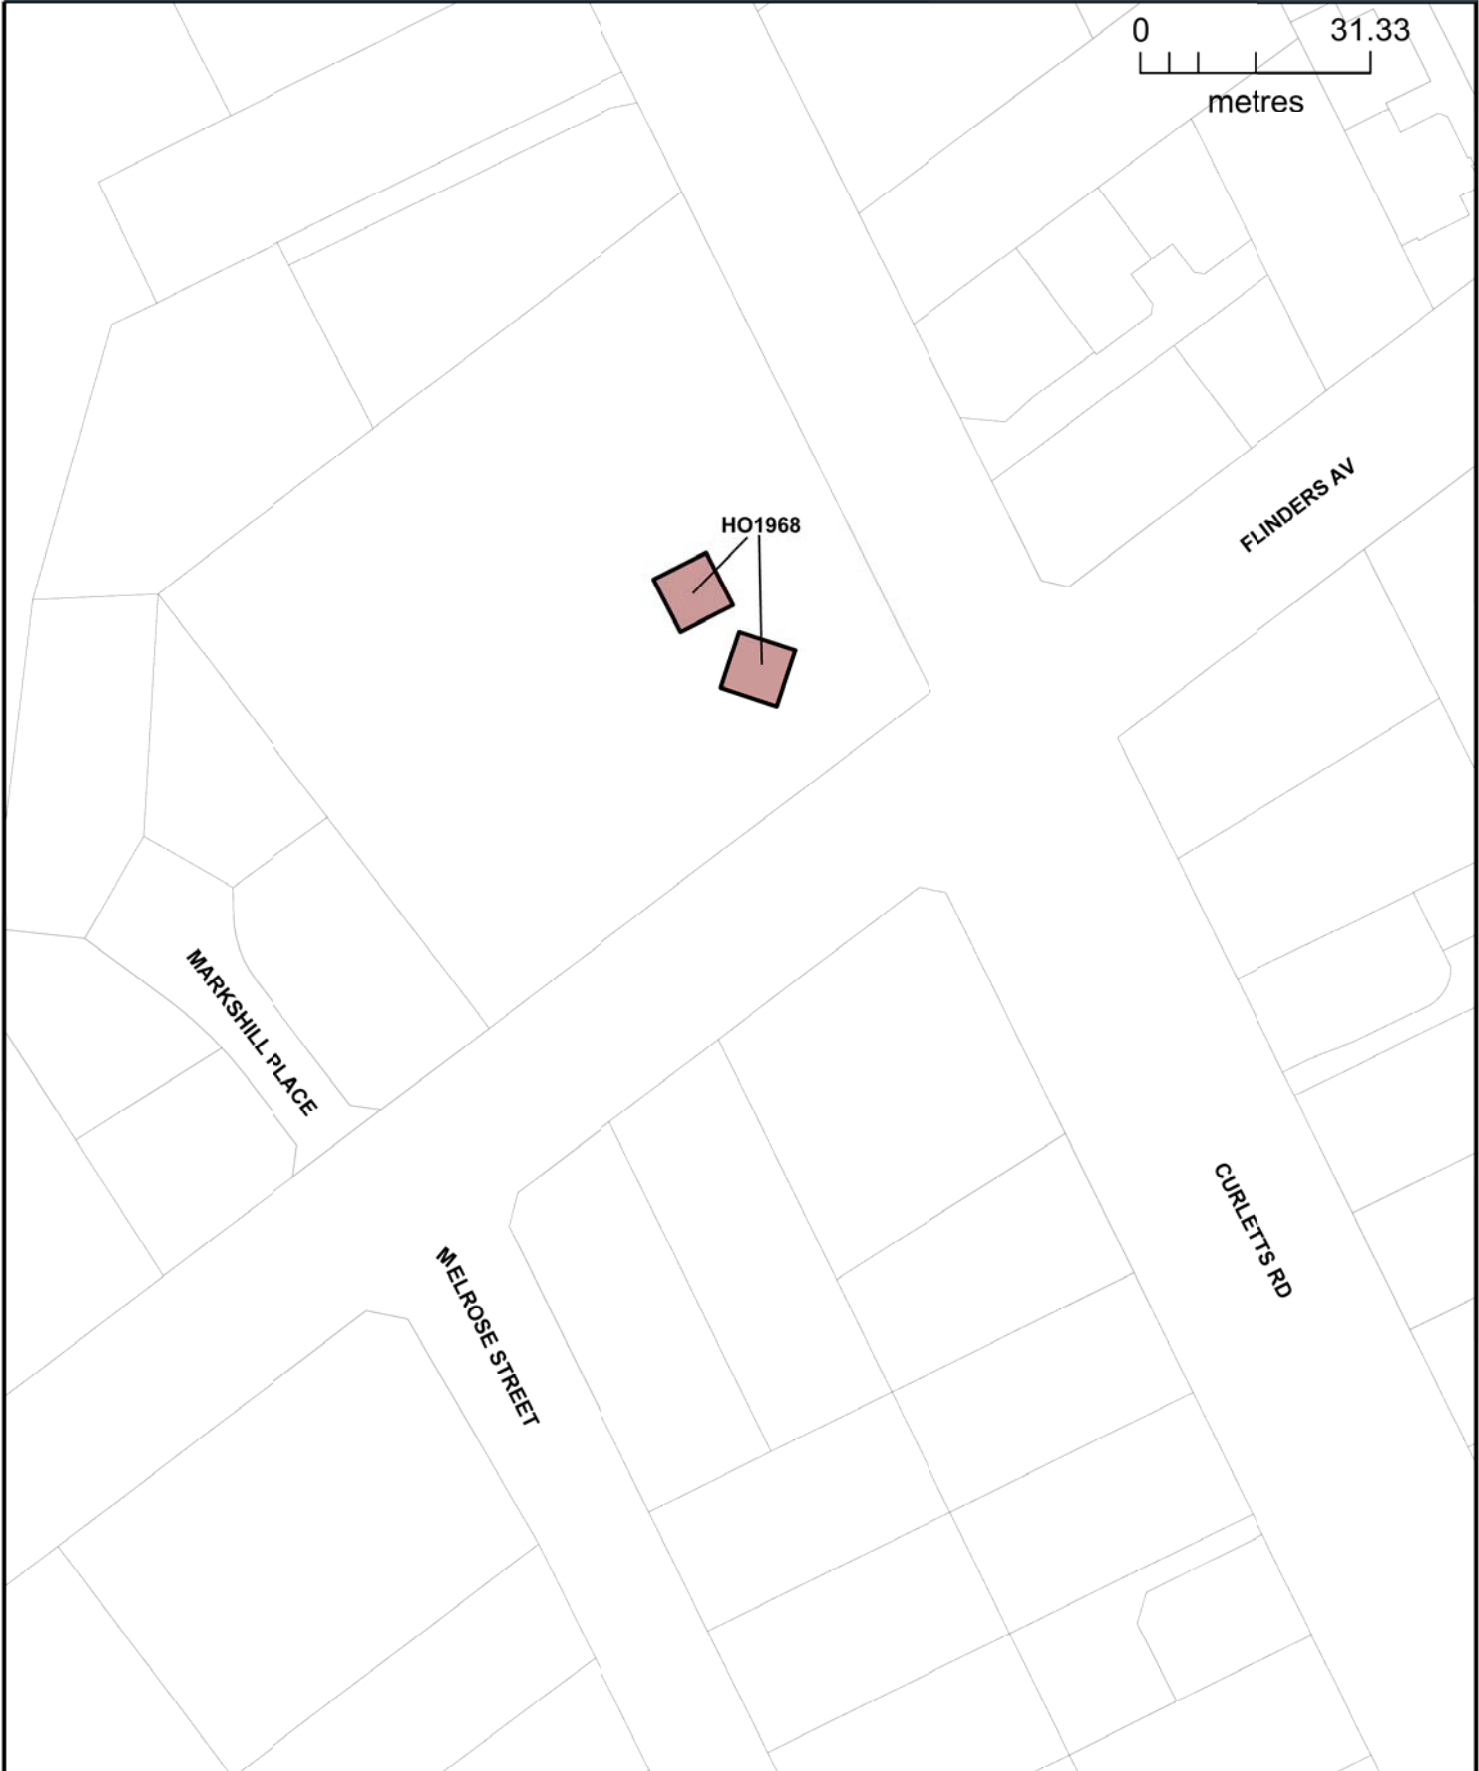 0 31.33
metres
FLINDERS AV
HO1968
MARKSHILL PLACE
CURLETTS RD
MELROSE STREET